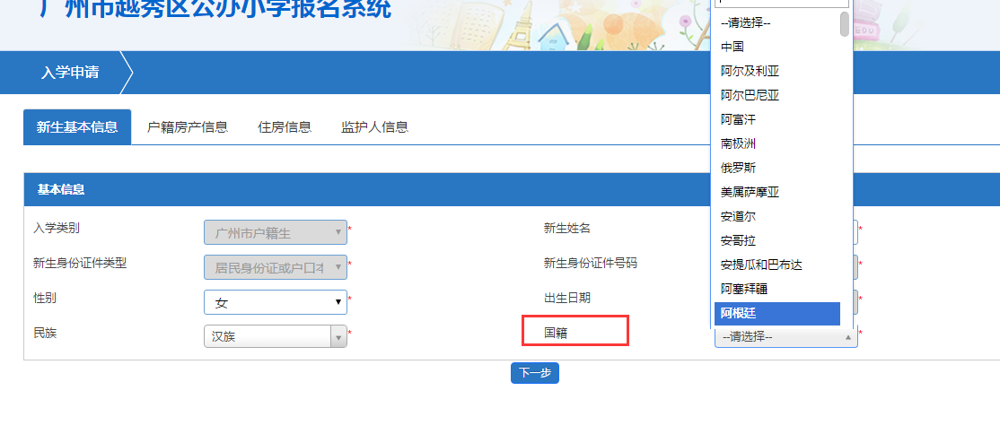 广州市越秀区公办小学报名系统
入学申请
新生基本信息 户籍房产信息 住房信息 监护人信息
基本信息
入学类别 广州市户籍生 * 新生姓名 *
新生身份证件类型 居民身份证或户口本 * 新生身份证件号码 *
性别 女 * 出生日期 *
民族 汉族 * 国籍 --请选择-- *
--请选择--
中国
阿尔及利亚
阿尔巴尼亚
阿富汗
南极洲
俄罗斯
美属萨摩亚
安道尔
安哥拉
安提瓜和巴布达
阿塞拜疆
阿根廷
下一步